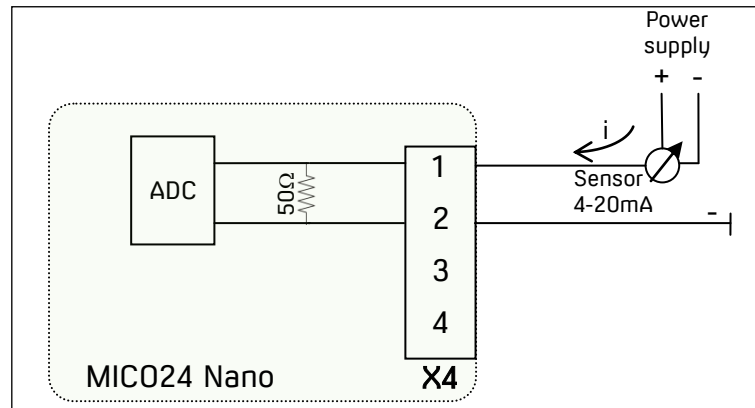 Power
supply
+ -
i
1
ADC
50Ω
Sensor
4-20mA
2
-
3
4
MICO24 Nano
X4